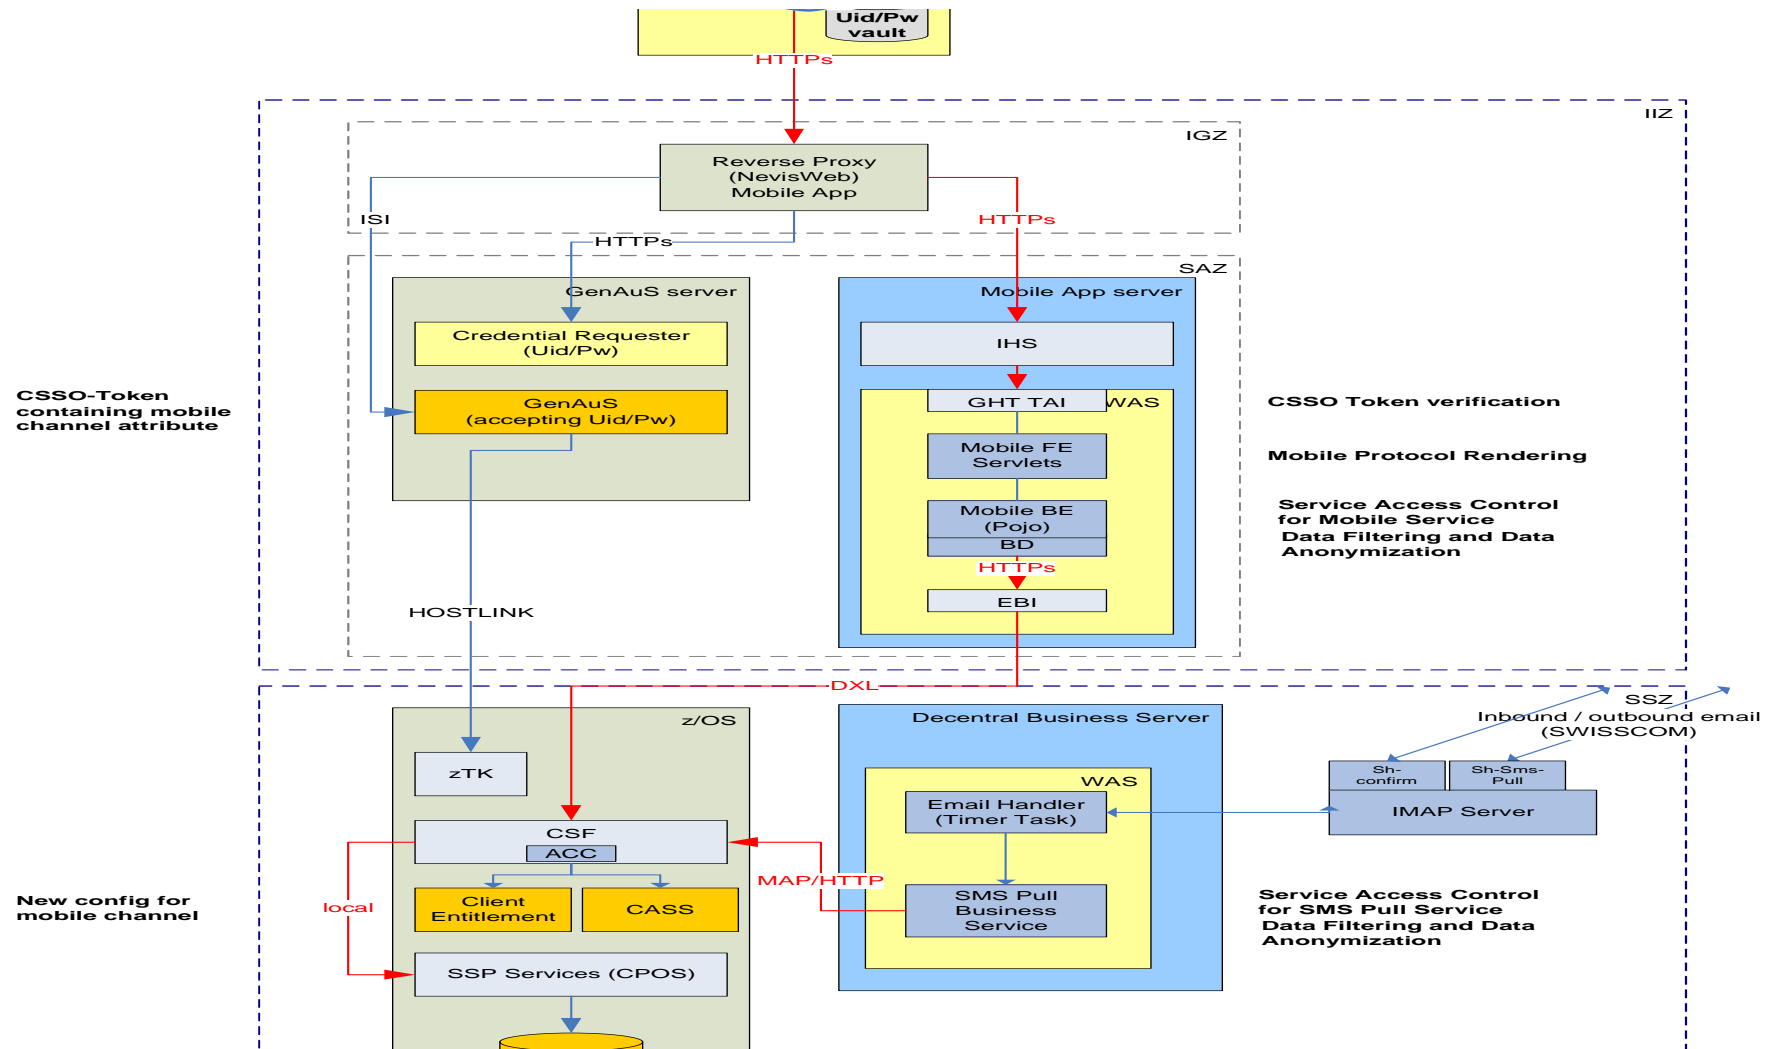 Uid/Pw
vault
HTTPs
IIZ
IGZ
Reverse Proxy
(NevisWeb)
Mobile App
ISI
HTTPs
HTTPs
SAZ
GenAuS server
Mobile App server
Credential Requester
(Uid/Pw)
IHS
CSSO-Token
containing mobile
channel attribute
GenAuS
(accepting Uid/Pw)
GHT TAI
WAS
CSSO Token verification
Mobile FE
Servlets
Mobile Protocol Rendering
Mobile BE
(Pojo)
BD
Service Access Control
for Mobile Service
Data Filtering and Data
Anonymization
HTTPs
EBI
HOSTLINK
DXL
z/OS
Decentral Business Server
SSZ
Inbound / outbound email
(SWISSCOM)
zTK
WAS
Sh-
confirm
Sh-Sms-
Pull
Email Handler
(Timer Task)
IMAP Server
CSF
ACC
MAP/HTTP
New config for
mobile channel
local
Client
Entitlement
CASS
SMS Pull
Business
Service
Service Access Control
for SMS Pull Service
Data Filtering and Data
Anonymization
SSP Services (CPOS)